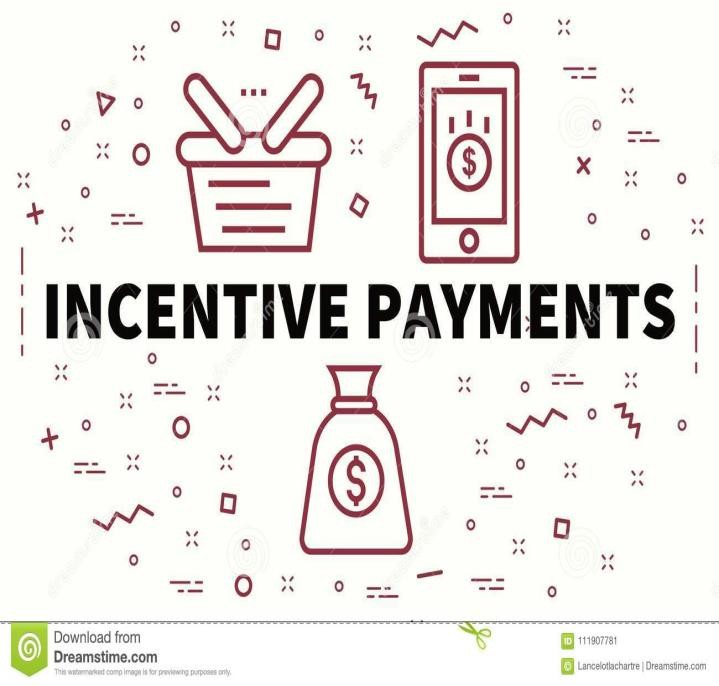 $
INCENTIVE PAYMENTS
$
Download from
Dreamstime.com
This watermarked comp image is for previewing purposes only.
ID 111907781
© Lancelotlachartre | Dreamstime.com